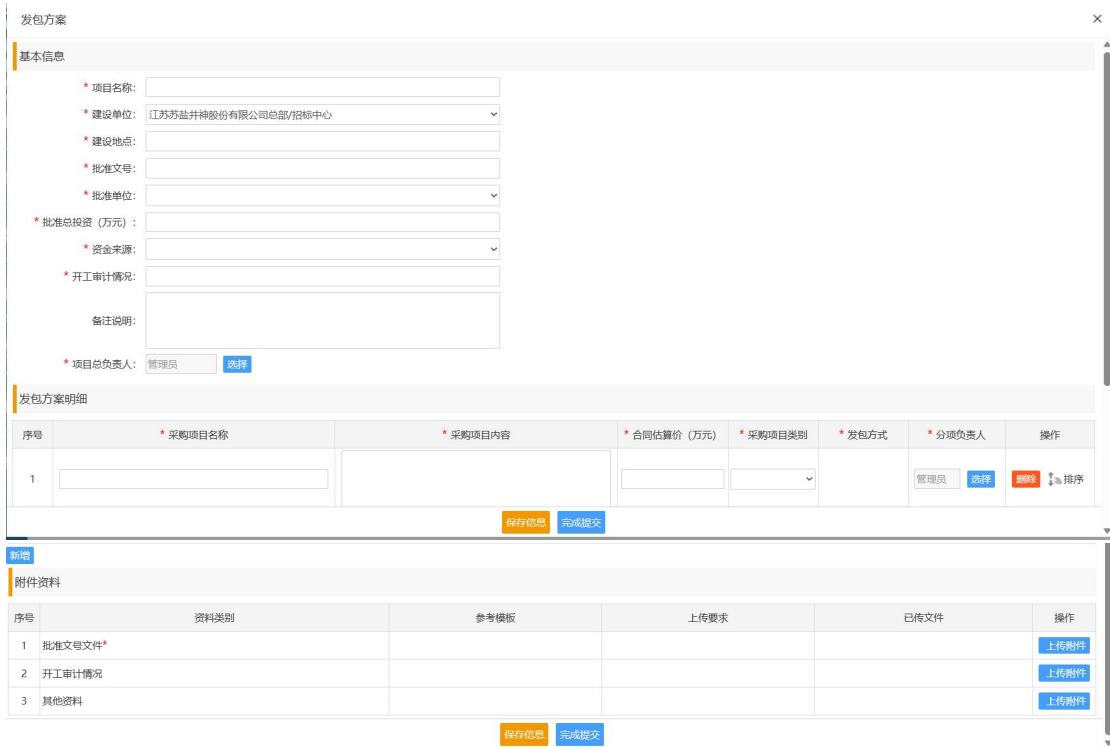 发包方案 ×
基本信息
* 项目名称:
* 建设单位: 江苏苏盐井神股份有限公司总部/招标中心
* 建设地点:
* 批准文号:
* 批准单位:
* 批准总投资（万元）:
* 资金来源:
* 开工审计情况:
备注说明:
* 项目总负责人: 管理员 选择
发包方案明细
序号 * 采购项目名称 * 采购项目内容 * 合同估算价（万元） * 采购项目类别 * 发包方式 * 分项负责人 操作
1 管理员 选择 删除 排序
保存信息 完成提交
新增
附件资料
序号 资料类别 参考模板 上传要求 已传文件 操作
1 批准文号文件* 上传附件
2 开工审计情况 上传附件
3 其他资料 上传附件
保存信息 完成提交